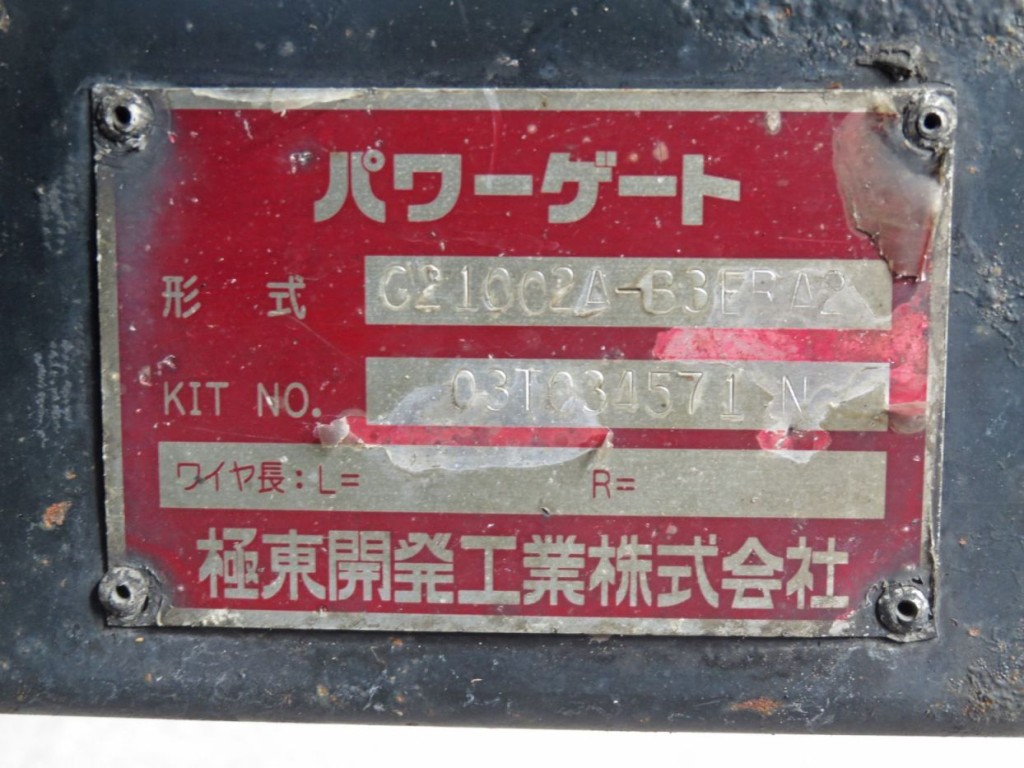 パワーゲート
形 式
KIT NO. 03T034571 N
ワイヤ長：L= R=
極東開発工業株式会社